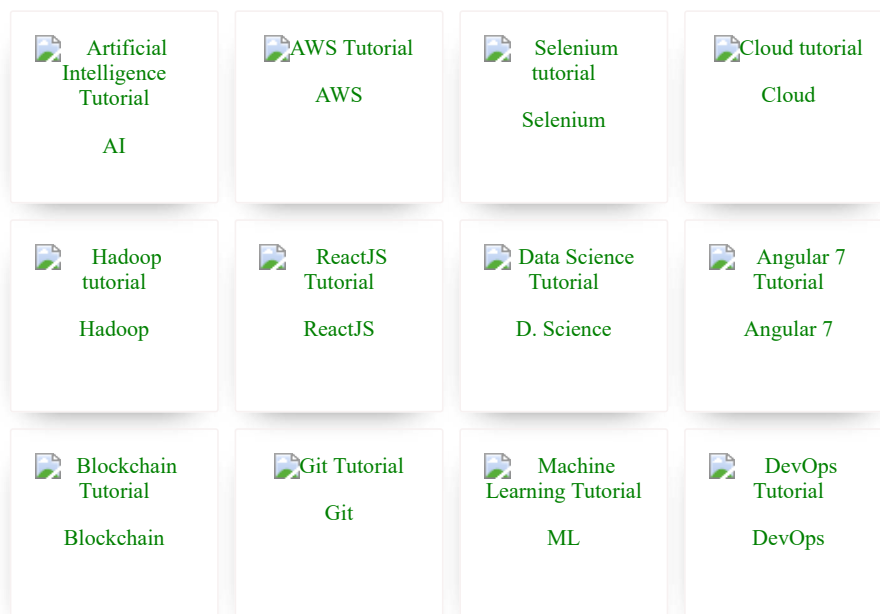 Artificial
Intelligence
Tutorial
AI
AWS Tutorial
AWS
Selenium
tutorial
Selenium
Cloud tutorial
Cloud
Hadoop
tutorial
Hadoop
ReactJS
Tutorial
ReactJS
Data Science
Tutorial
D. Science
Angular 7
Tutorial
Angular 7
Blockchain
Tutorial
Blockchain
Git Tutorial
Git
Machine
Learning Tutorial
ML
DevOps
Tutorial
DevOps